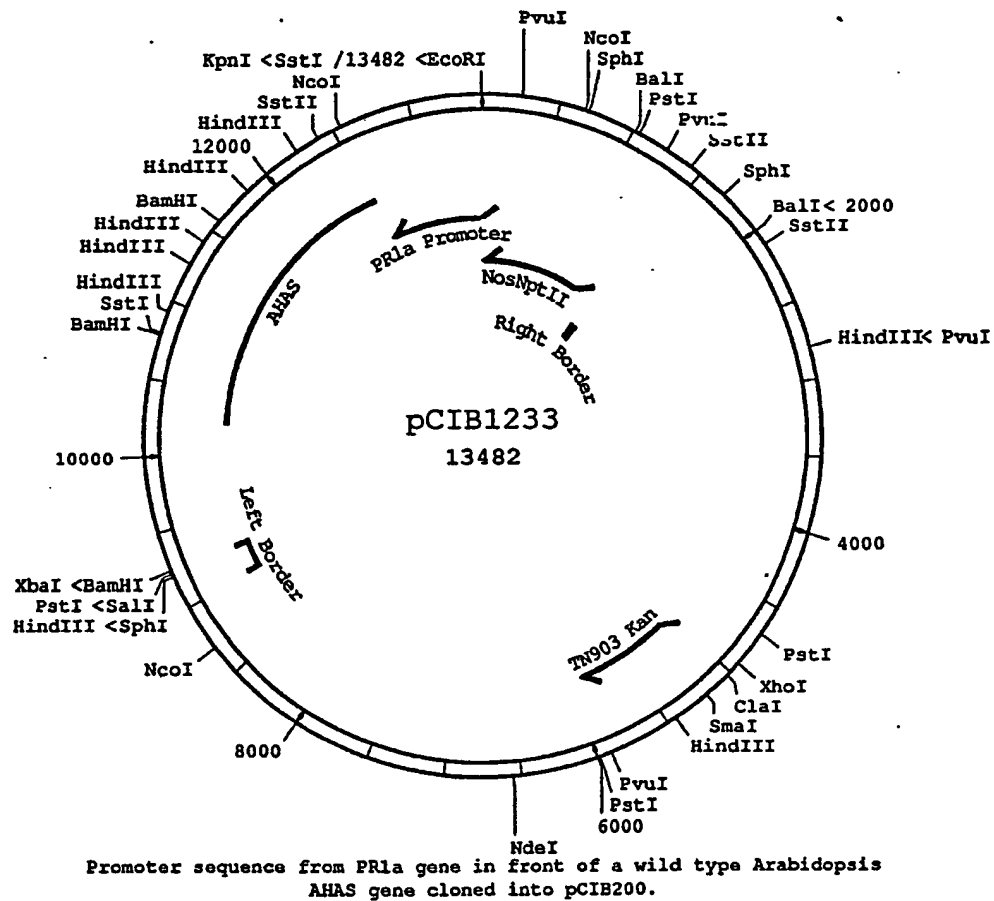 PvuI
KpnI <SstI /13482 <EcoRI
NcoI
SphI
NcoI
BalI
SstII
PstI
HindIII
12000
SstII
HindIII
SphI
BamHI
BalI< 2000
HindIII
SstII
HindIII
HindIII
SstI
BamHI
HindIII< PvuI
PR1a Promoter
NosNptII
AHAS
Right Border
pCIB1233
13482
10000
4000
Left Border
XbaI <BamHI
PstI <SalI
HindIII <SphI
NcoI
TN903 Kan
PstI
XhoI
ClaI
SmaI
HindIII
8000
PvuI
PstI
6000
NdeI
Promoter sequence from PR1a gene in front of a wild type Arabidopsis
AHAS gene cloned into pCIB200.